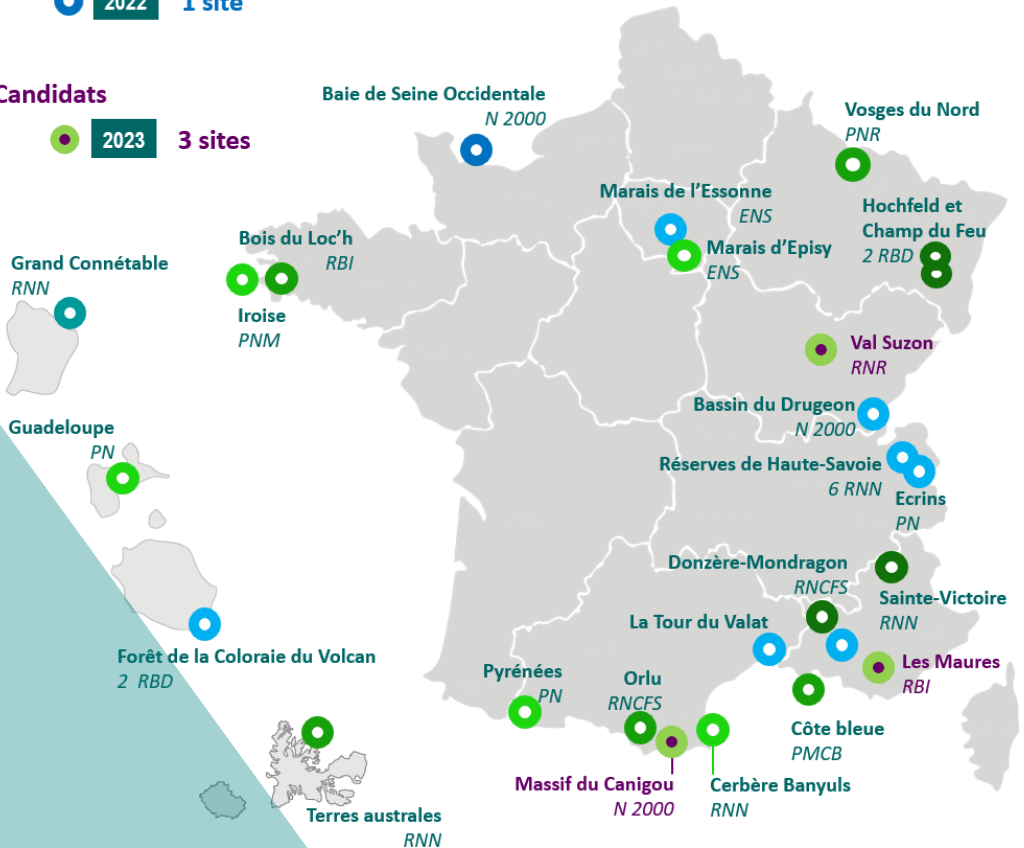 2022 1 site
Candidats
2023 3 sites
Baie de Seine Occidentale
N 2000
Vosges du Nord
PNR
Marais de l'Essonne
ENS
Hochfeld et
Champ du Feu
2 RBD
Marais d'Episy
ENS
Bois du Loc'h
RBI
Grand Connétable
RNN
Iroise
PNM
Val Suzon
RNR
Bassin du Drugeon
N 2000
Guadeloupe
PN
Réserves de Haute-Savoie
6 RNN
Ecrins
PN
Donzère-Mondragon
RNCFS
Sainte-Victoire
RNN
La Tour du Valat
Forêt de la Coloraie du Volcan
2 RBD
Les Maures
RBI
Pyrénées
PN
Orlu
RNCFS
Côte bleue
PMCB
Massif du Canigou
N 2000
Cerbère Banyuls
RNN
Terres australes
RNN